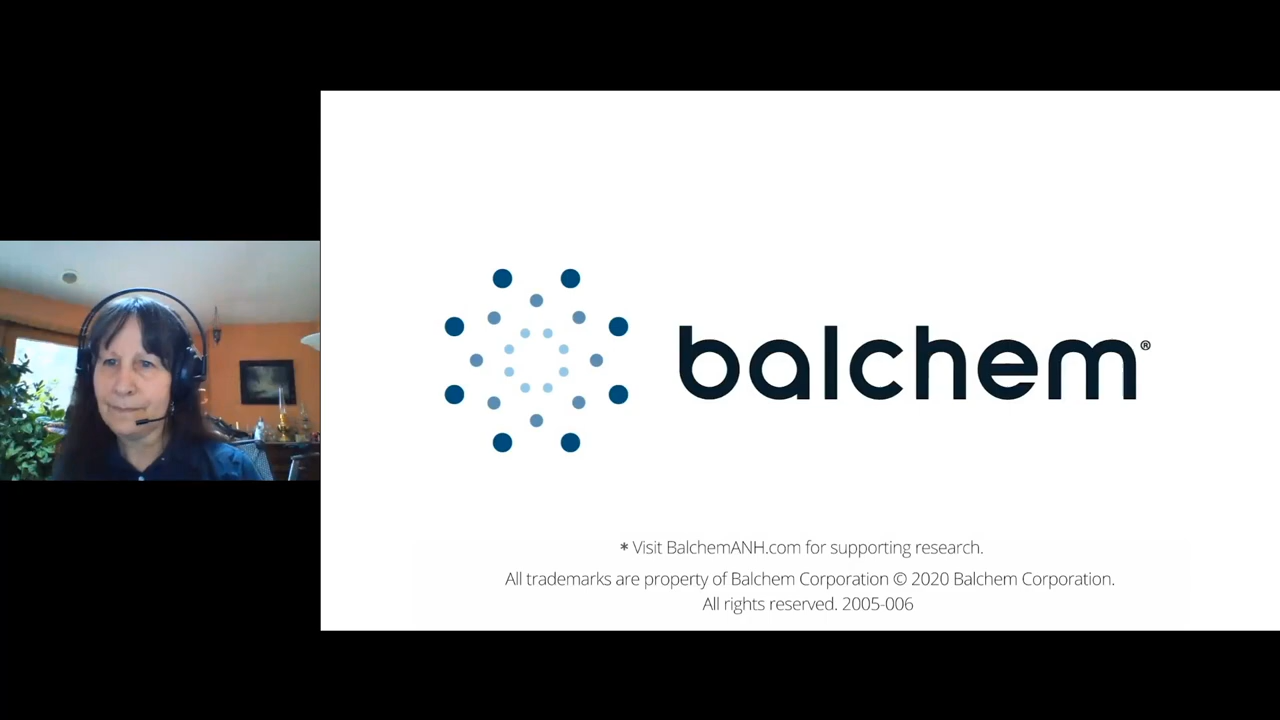 balchem®
* Visit BalchemANH.com for supporting research.
All trademarks are property of Balchem Corporation © 2020 Balchem Corporation.
All rights reserved. 2005-006